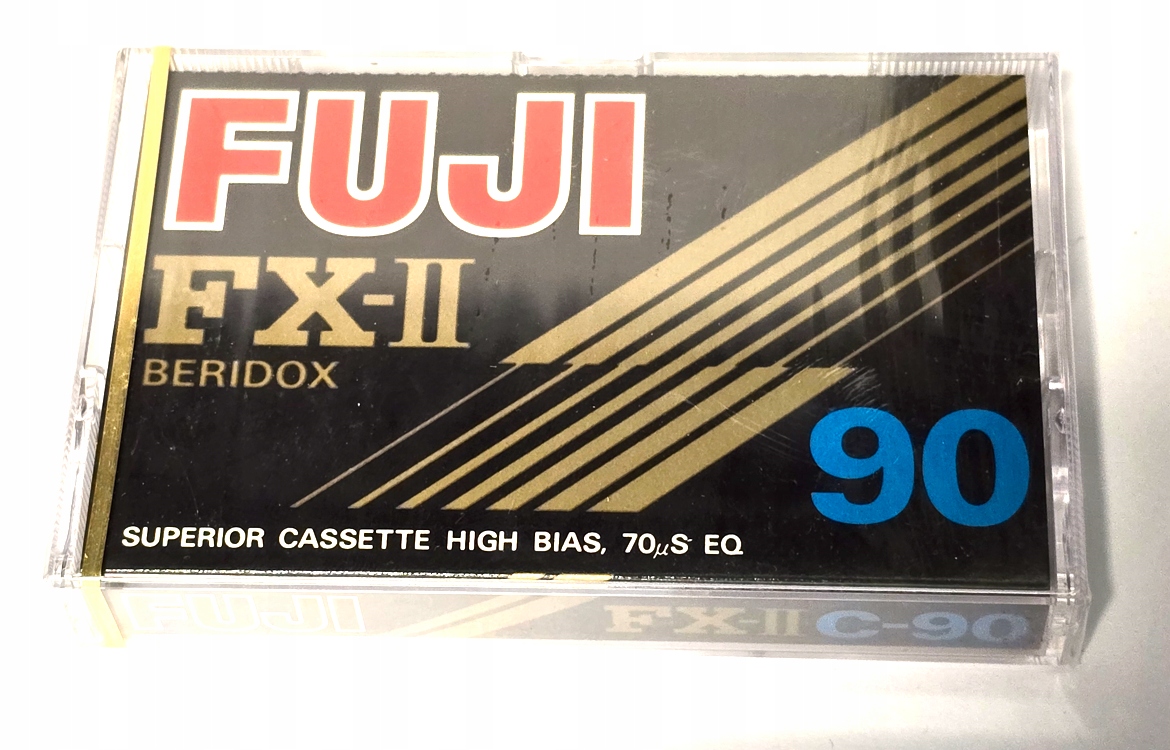 FUJI
FX-II
BERIDOX
90
SUPERIOR CASSETTE HIGH BIAS, 70μS EQ
FUJI FX-II C-90